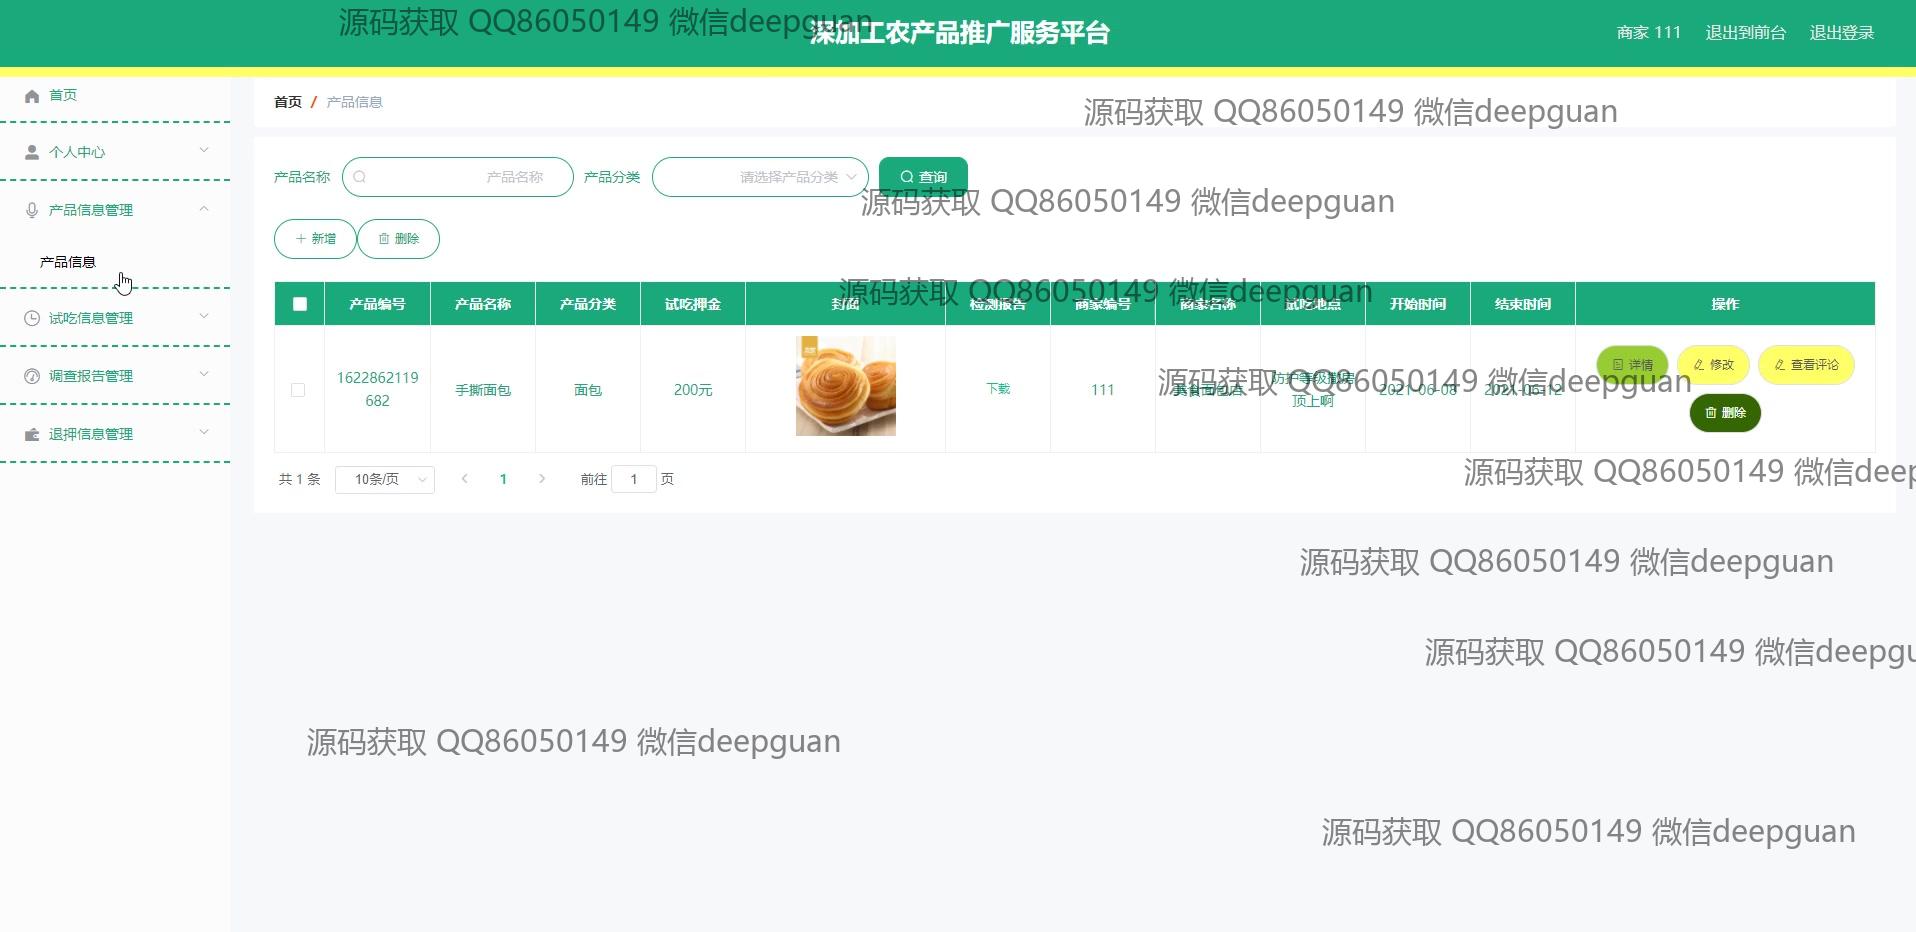 源码获取 QQ86050149 微信deepguan
深加工农产品推广服务平台
商家 111 退出到前台 退出登录
首页
个人中心
产品信息管理
产品信息
试吃信息管理
调查报告管理
退押信息管理
首页 / 产品信息
源码获取 QQ86050149 微信deepguan
产品名称 产品名称 产品分类 请选择产品分类 查询
源码获取 QQ86050149 微信deepguan
新增 删除
源码获取 QQ86050149 微信deepguan
产品编号 产品名称 产品分类 试吃押金 封面 检测报告 商家编号 商家名称 试吃地点 开始时间 结束时间 操作
1622862119
682
手撕面包 面包 200元 下载 111
顶上啊
2021-06-08 2021-06-12
详情 修改 查看评论
删除
源码获取 QQ86050149 微信deepguan
共 1 条 10条/页 1 前往 1 页
源码获取 QQ86050149 微信deep
源码获取 QQ86050149 微信deepguan
源码获取 QQ86050149 微信deepgu
源码获取 QQ86050149 微信deepguan
源码获取 QQ86050149 微信deepguan